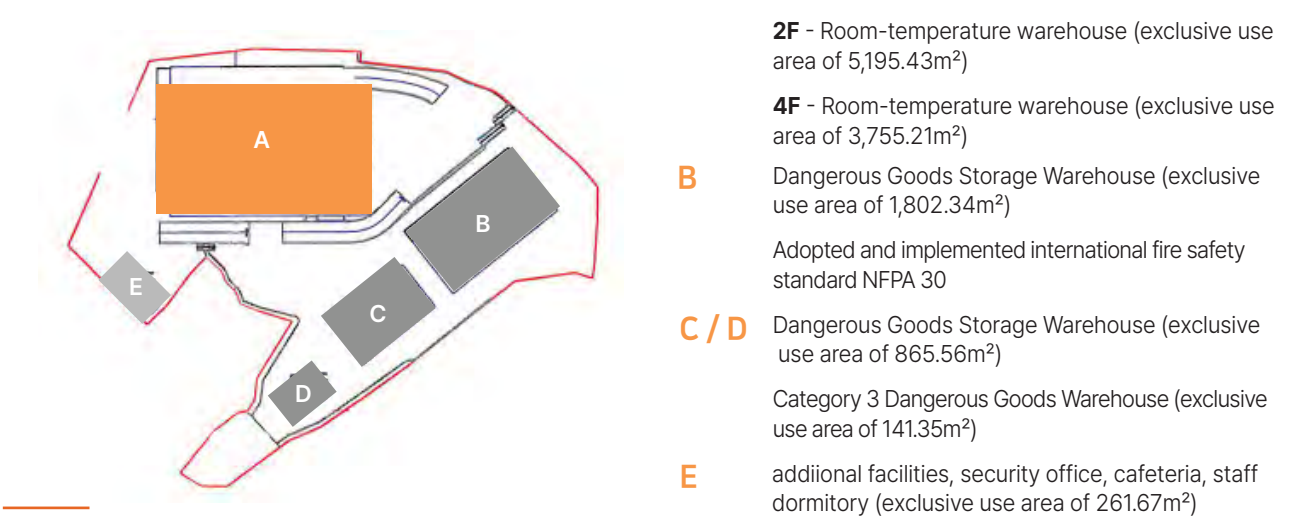 A
B
C
D
E
2F - Room-temperature warehouse (exclusive use
area of 5,195.43m²)
4F - Room-temperature warehouse (exclusive use
area of 3,755.21m²)
B
Dangerous Goods Storage Warehouse (exclusive
use area of 1,802.34m²)
Adopted and implemented international fire safety
standard NFPA 30
C / D
Dangerous Goods Storage Warehouse (exclusive
use area of 865.56m²)
Category 3 Dangerous Goods Warehouse (exclusive
use area of 141.35m²)
E
addiional facilities, security office, cafeteria, staff
dormitory (exclusive use area of 261.67m²)